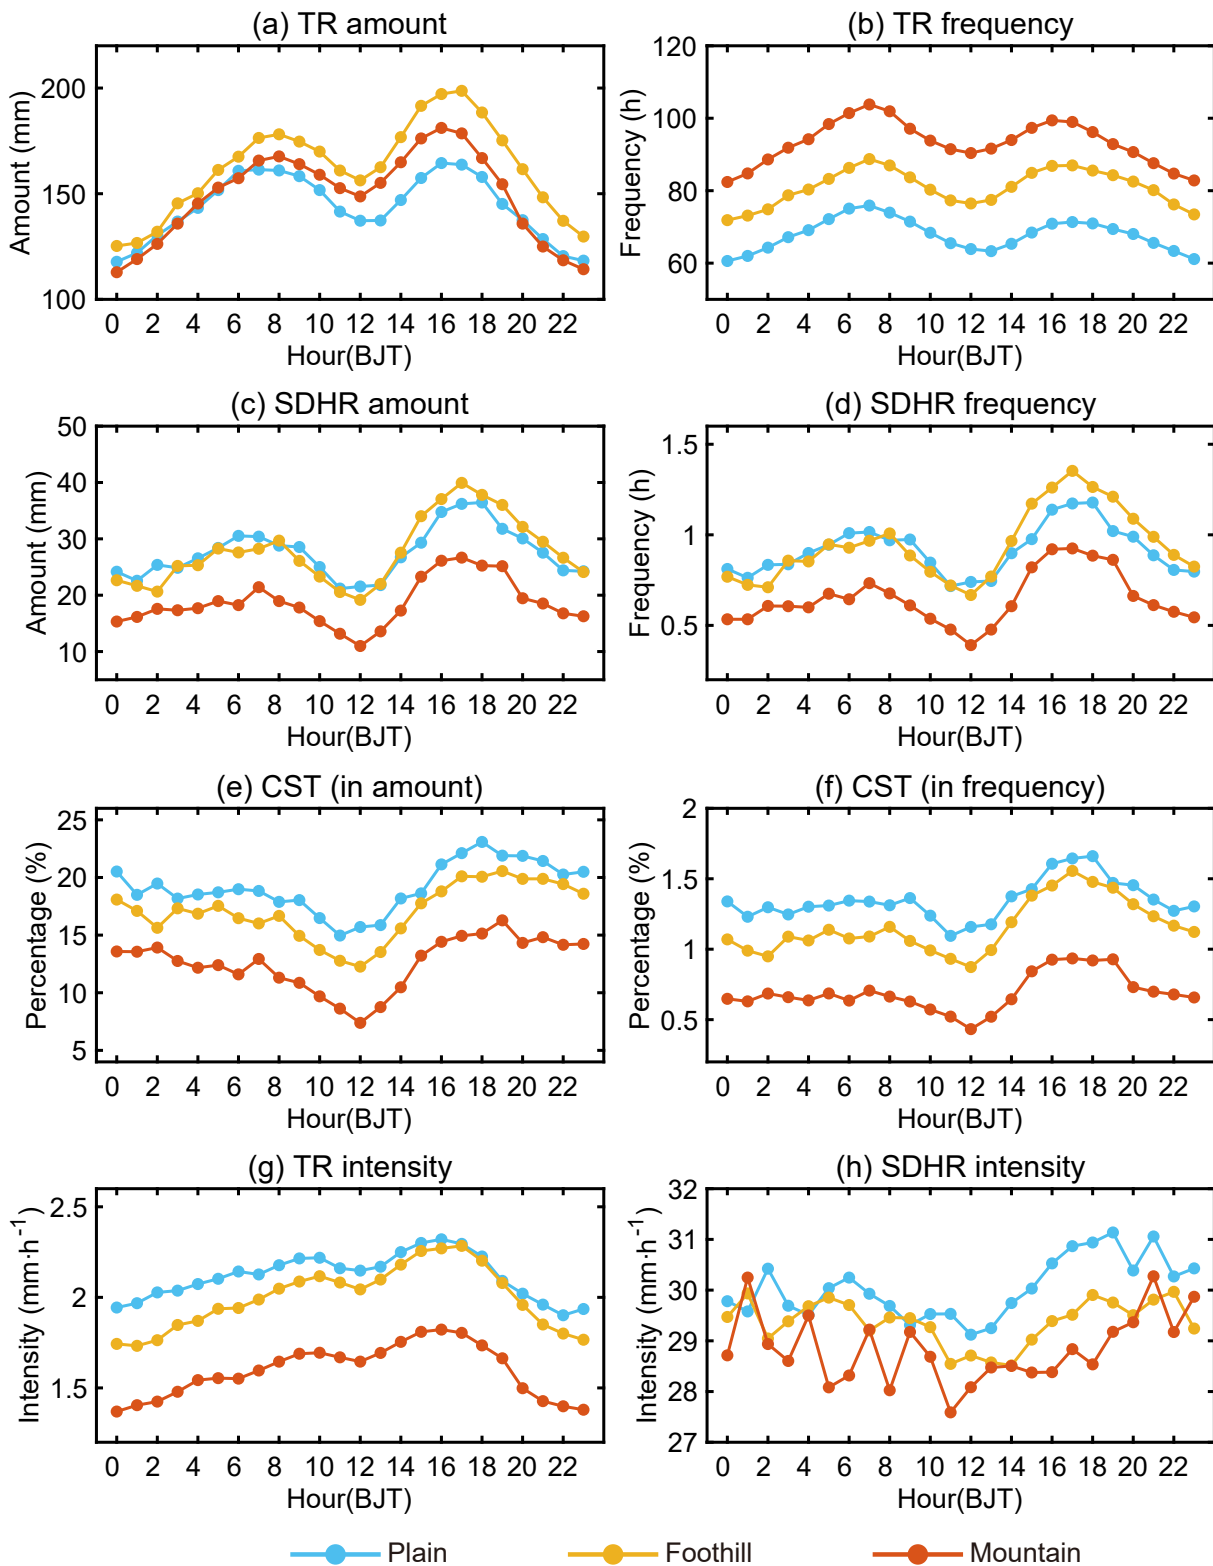 (a) TR amount
Amount (mm)
200
150
100
0 2 4 6 8 10 12 14 16 18 20 22
Hour(BJT)
(b) TR frequency
Frequency (h)
120
100
80
60
0 2 4 6 8 10 12 14 16 18 20 22
Hour(BJT)
(c) SDHR amount
Amount (mm)
50
40
30
20
10
0 2 4 6 8 10 12 14 16 18 20 22
Hour(BJT)
(d) SDHR frequency
Frequency (h)
1.5
1
0.5
0 2 4 6 8 10 12 14 16 18 20 22
Hour(BJT)
(e) CST (in amount)
Percentage (%)
25
20
15
10
5
0 2 4 6 8 10 12 14 16 18 20 22
Hour(BJT)
(f) CST (in frequency)
Percentage (%)
2
1.5
1
0.5
0 2 4 6 8 10 12 14 16 18 20 22
Hour(BJT)
(g) TR intensity
Intensity (mm·h⁻¹)
2.5
2
1.5
0 2 4 6 8 10 12 14 16 18 20 22
Hour(BJT)
(h) SDHR intensity
Intensity (mm·h⁻¹)
32
31
30
29
28
27
0 2 4 6 8 10 12 14 16 18 20 22
Hour(BJT)
Plain Foothill Mountain